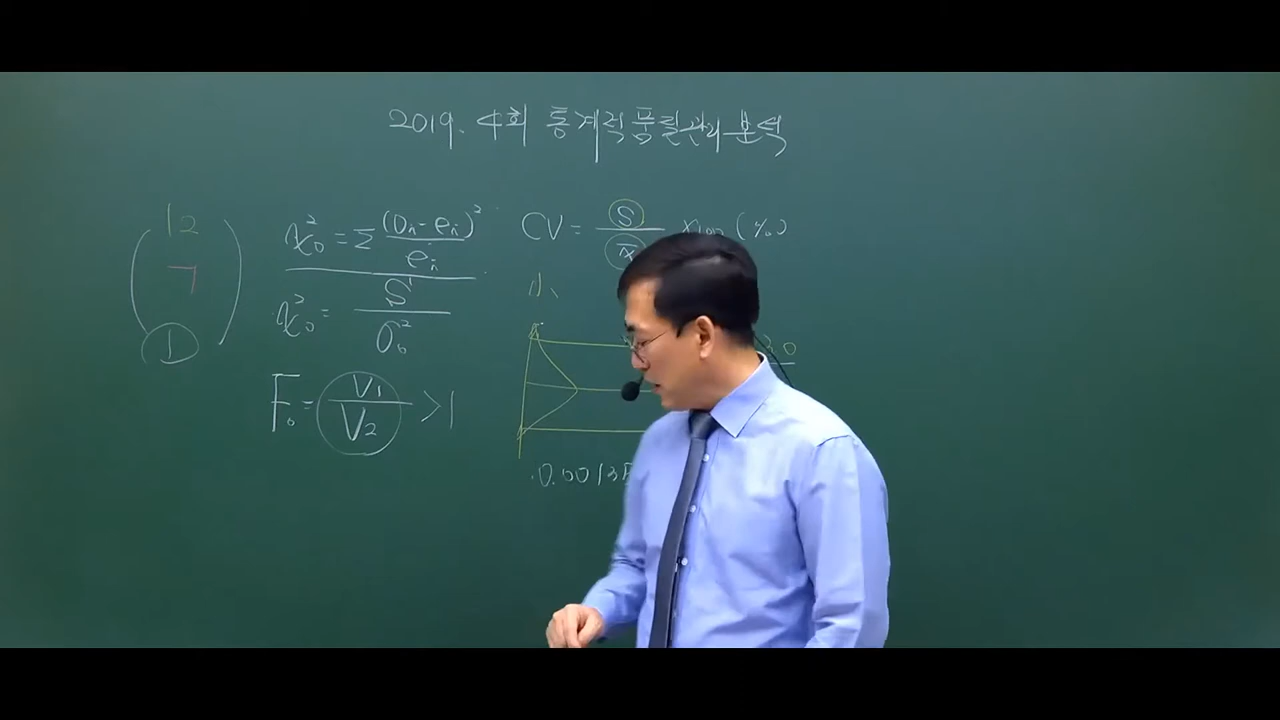 2019. 4회 통계적품질관리분석
12
7
1
χ₀² = Σ (Oᵢ - eᵢ)² / eᵢ
χ₀² = S / σ₀²
F₀ = V₁ / V₂ > 1
CV = S / x̄ ×100 (%)
小
0.00135